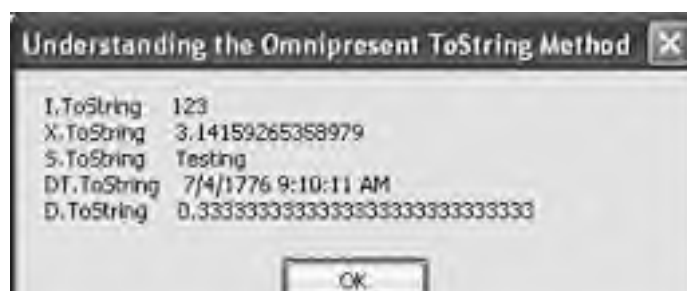 Understanding the Omnipresent ToString Method
I.ToString 123
X.ToString 3.14159265358979
S.ToString Testing
DT.ToString 7/4/1776 9:10:11 AM
D.ToString 0.3333333333333333333333333333
OK